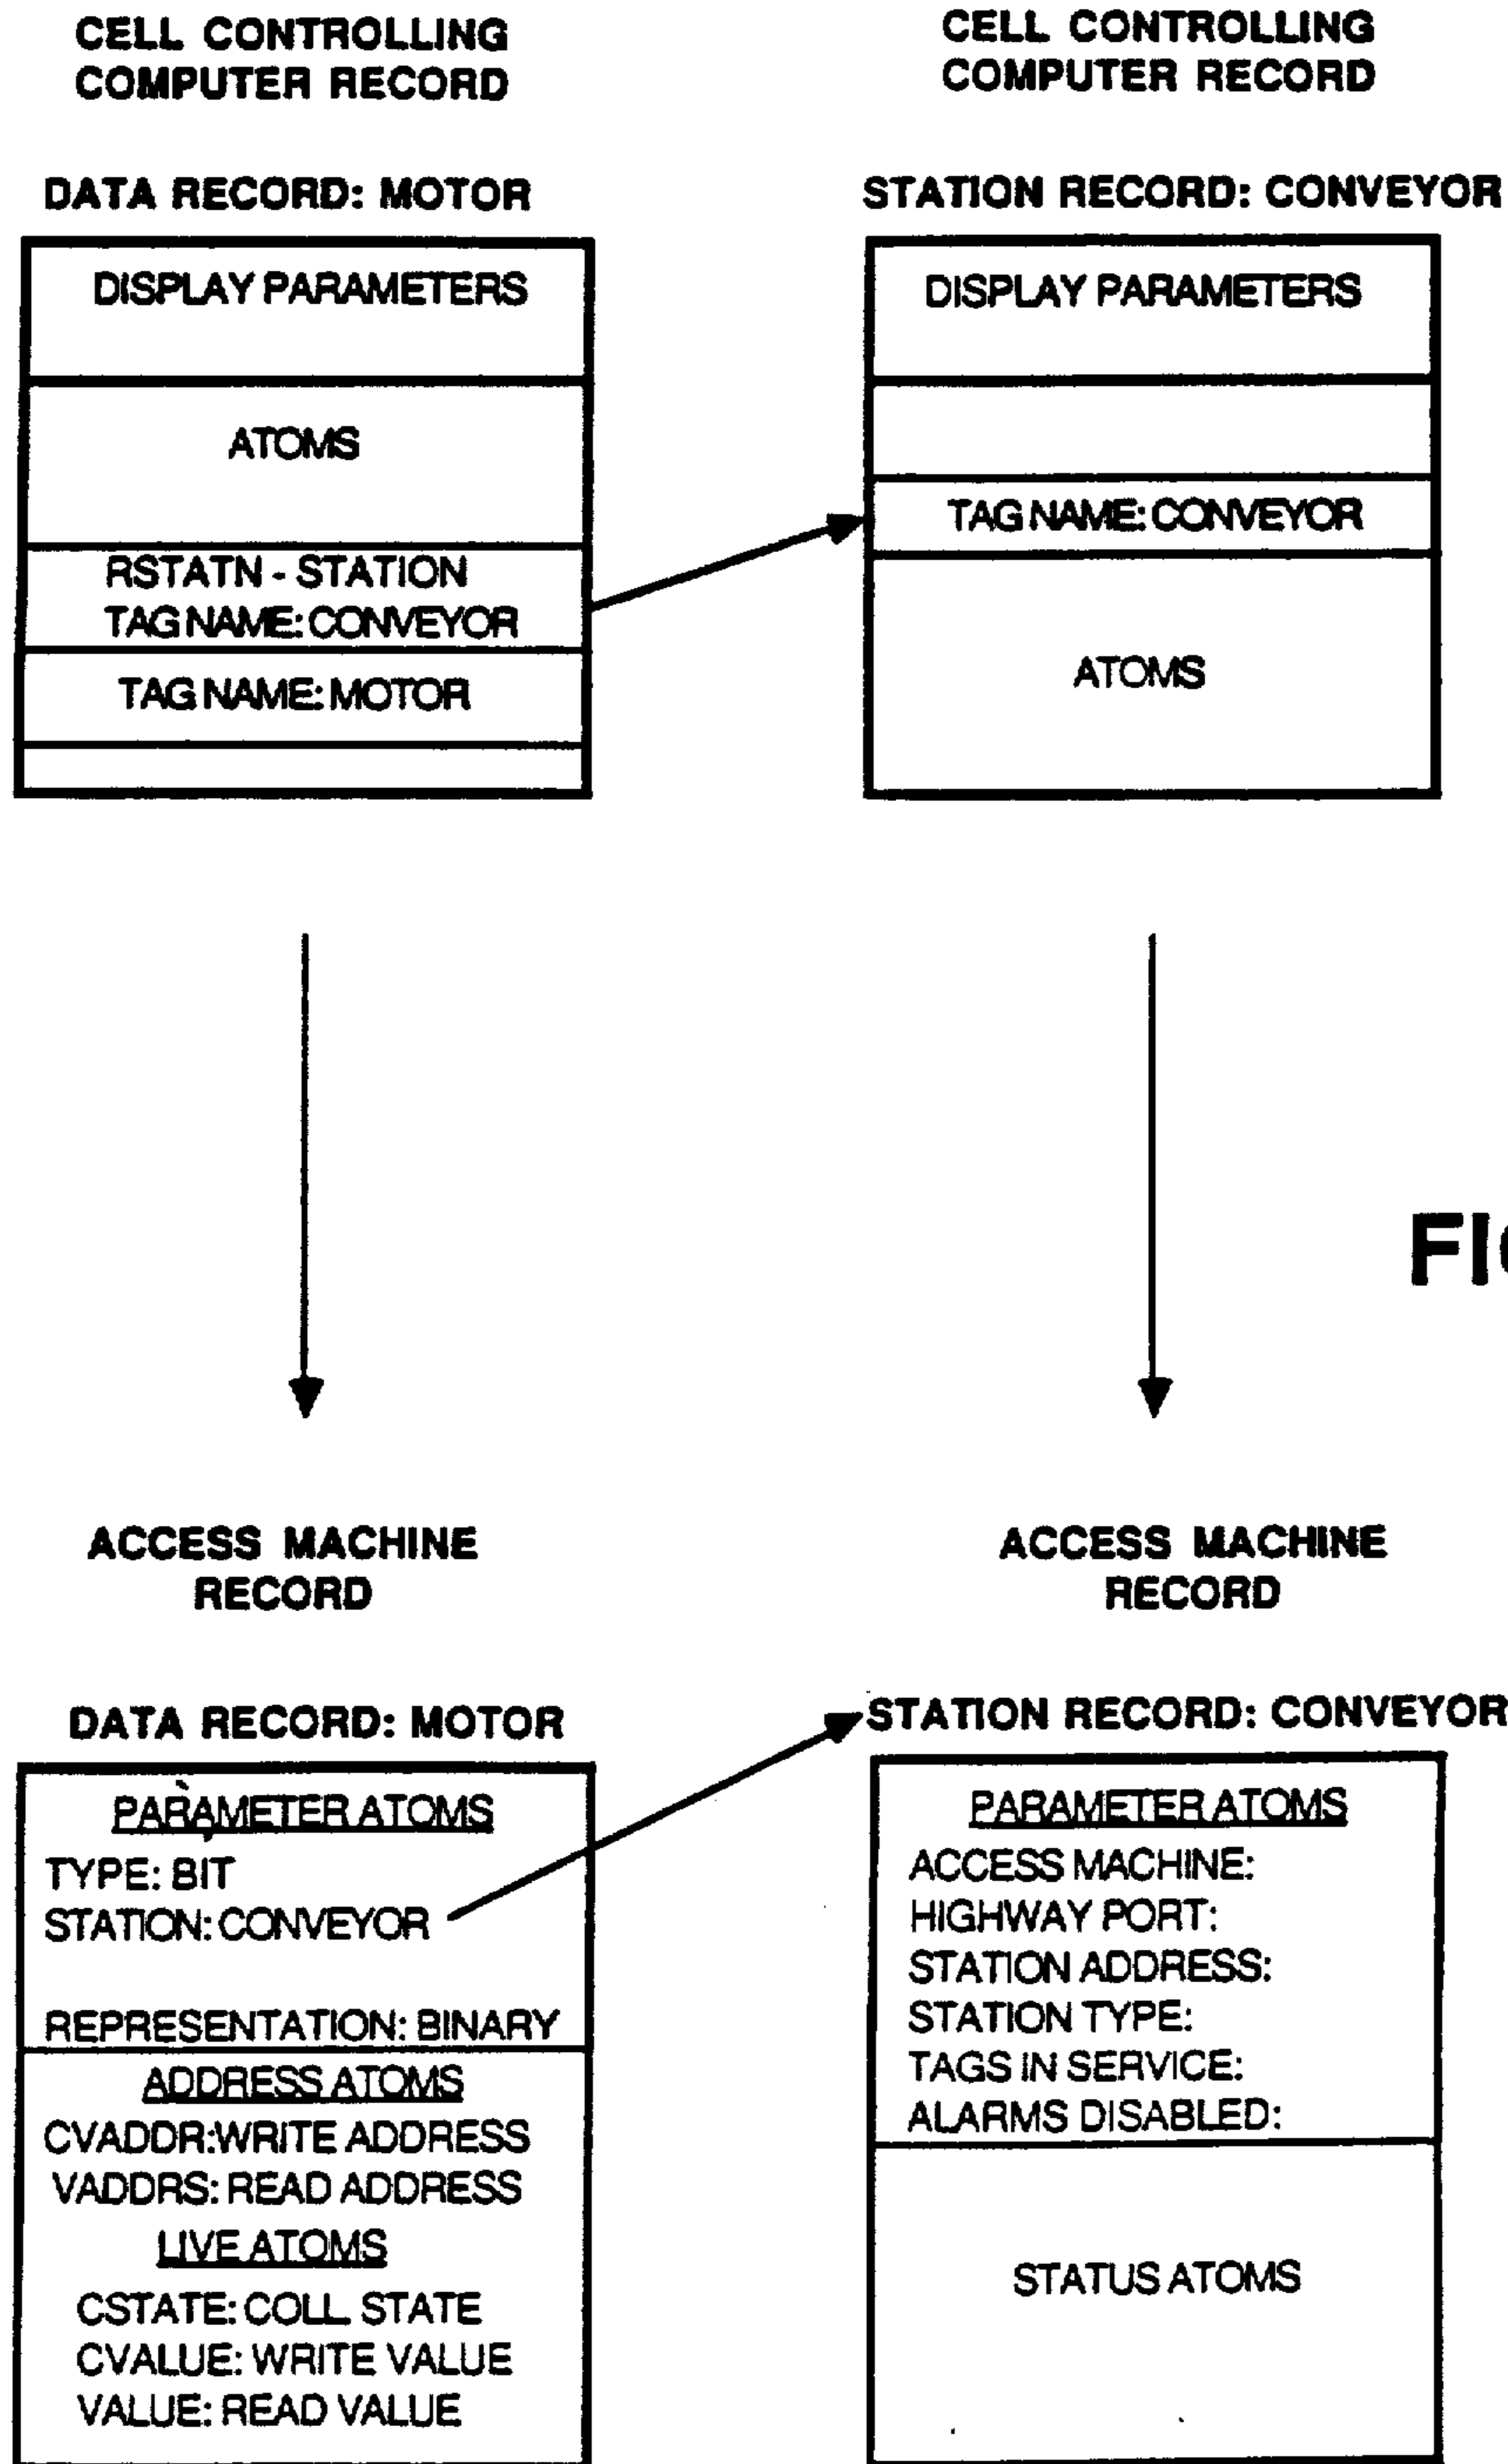 CELL CONTROLLING
COMPUTER RECORD
DATA RECORD: MOTOR
DISPLAY PARAMETERS
ATOMS
RSTATN - STATION
TAG NAME: CONVEYOR
TAG NAME: MOTOR
CELL CONTROLLING
COMPUTER RECORD
STATION RECORD: CONVEYOR
DISPLAY PARAMETERS
TAG NAME: CONVEYOR
ATOMS
ACCESS MACHINE
RECORD
DATA RECORD: MOTOR
PARAMETER ATOMS
TYPE: BIT
STATION: CONVEYOR
REPRESENTATION: BINARY
ADDRESS ATOMS
CVADDR:WRITE ADDRESS
VADDRS: READ ADDRESS
LIVE ATOMS
CSTATE: COLL STATE
CVALUE: WRITE VALUE
VALUE: READ VALUE
ACCESS MACHINE
RECORD
STATION RECORD: CONVEYOR
PARAMETER ATOMS
ACCESS MACHINE:
HIGHWAY PORT:
STATION ADDRESS:
STATION TYPE:
TAGS IN SERVICE:
ALARMS DISABLED:
STATUS ATOMS